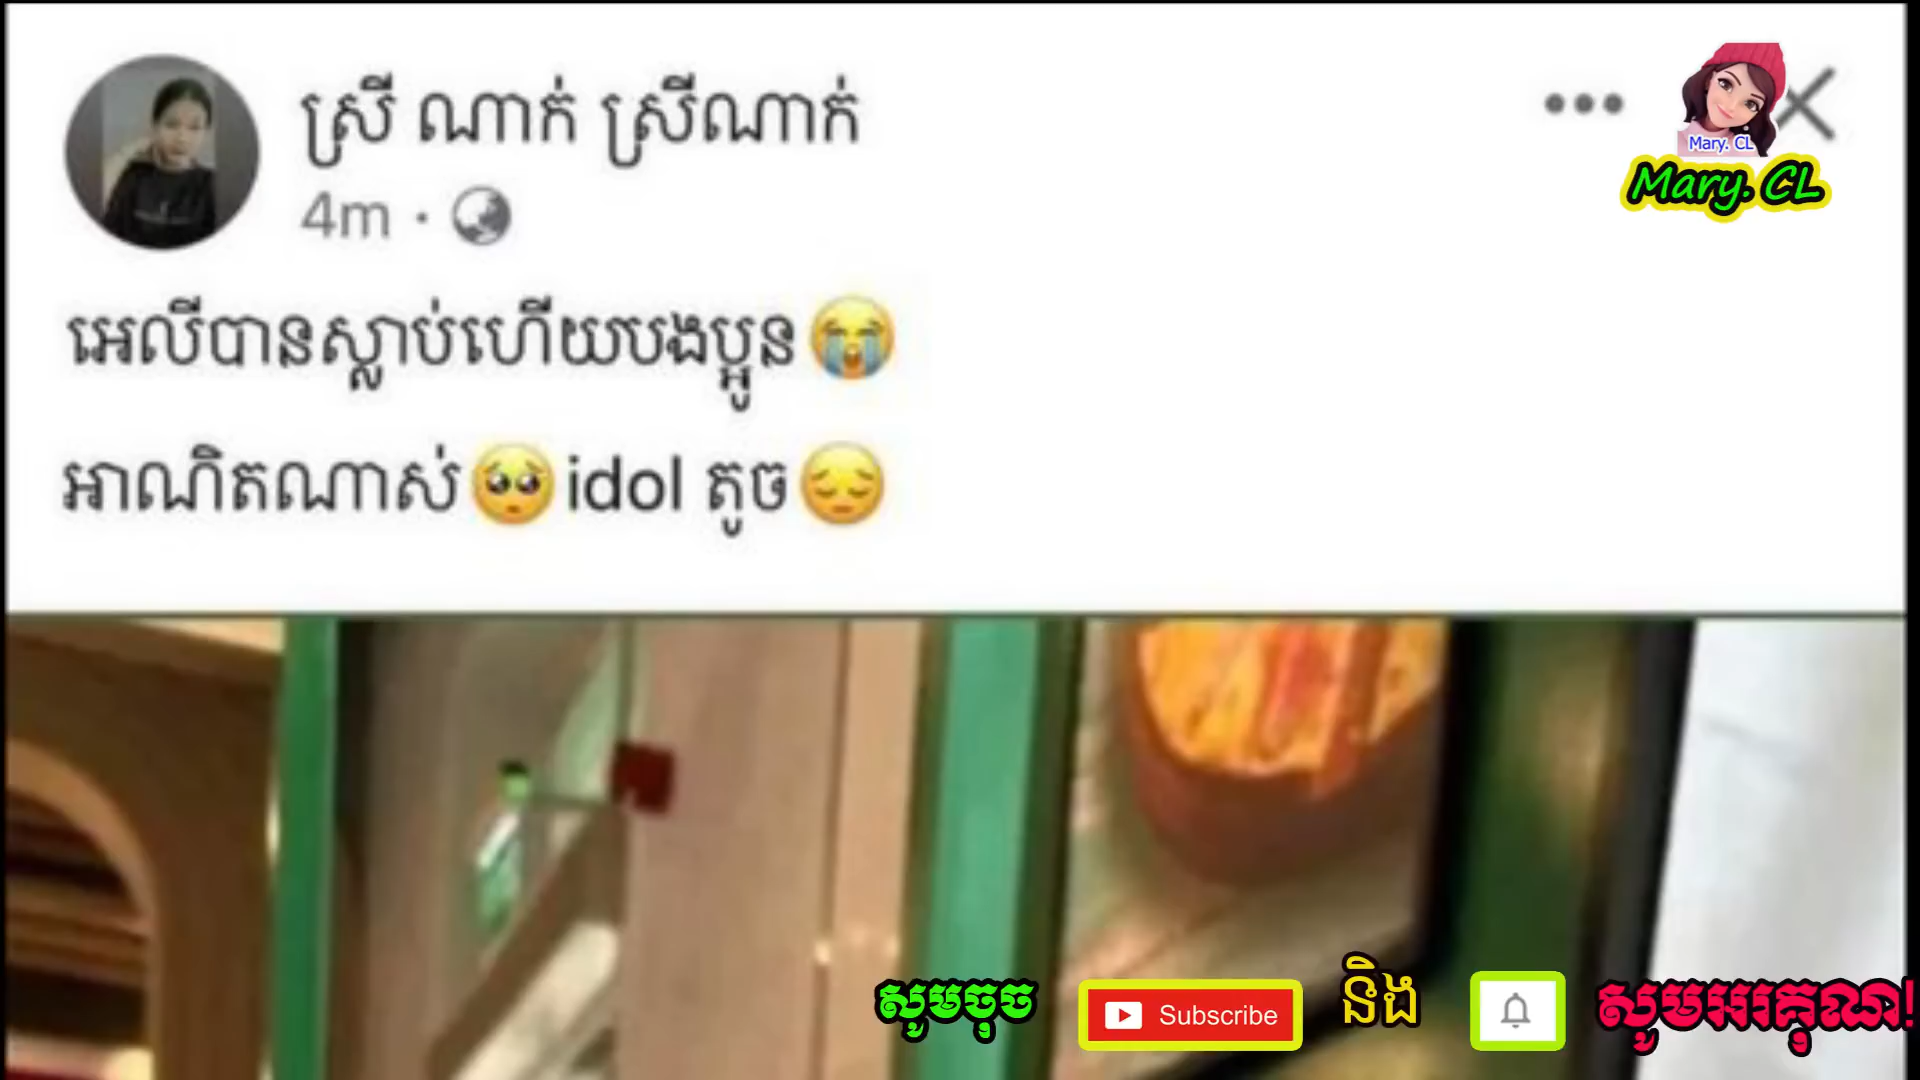 ស្រី ណាក់ ស្រីណាក់
4m ·
Mary. CL
Mary. CL
អេលីបានស្លាប់ហើយបងប្អូន😭
អាណិតណាស់🥺idol តូច😔
សូមចុច Subscribe និង សូមអរគុណ!